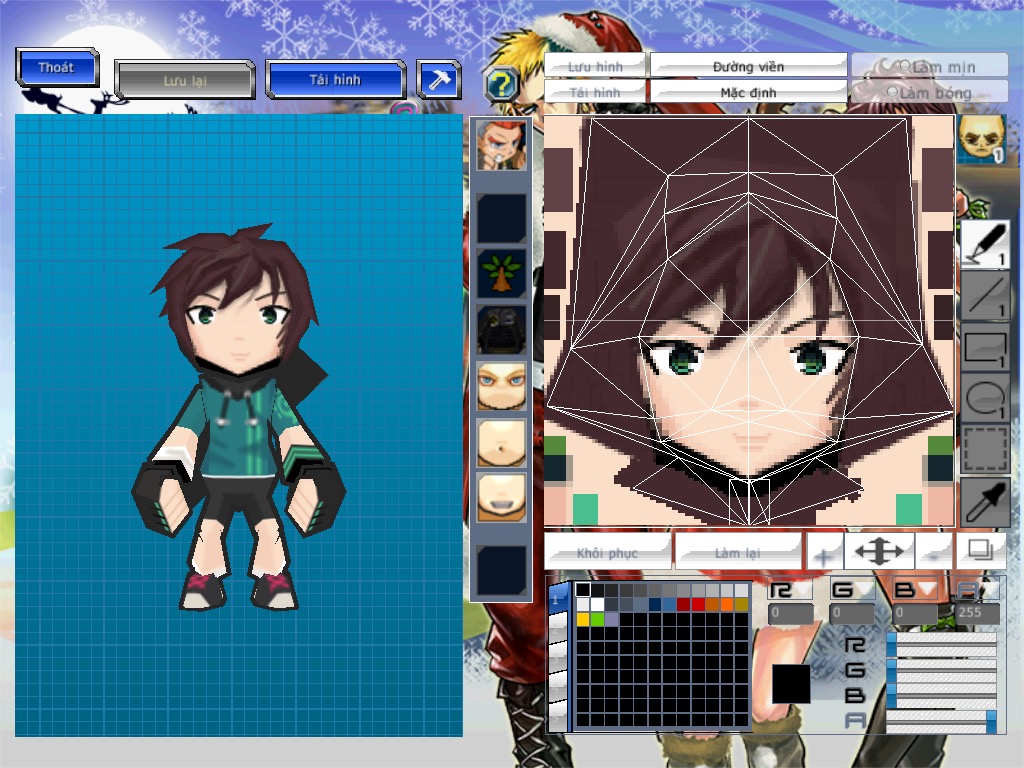 Thoát
Lưu lại
Tải hình
?
Lưu hình
Đường viền
Làm mịn
Tải hình
Mặc định
Làm bóng
1
1
1
1
1
Khôi phục
Làm lại
+
-
1
R
G
B
A
0
0
0
255
R
G
B
A